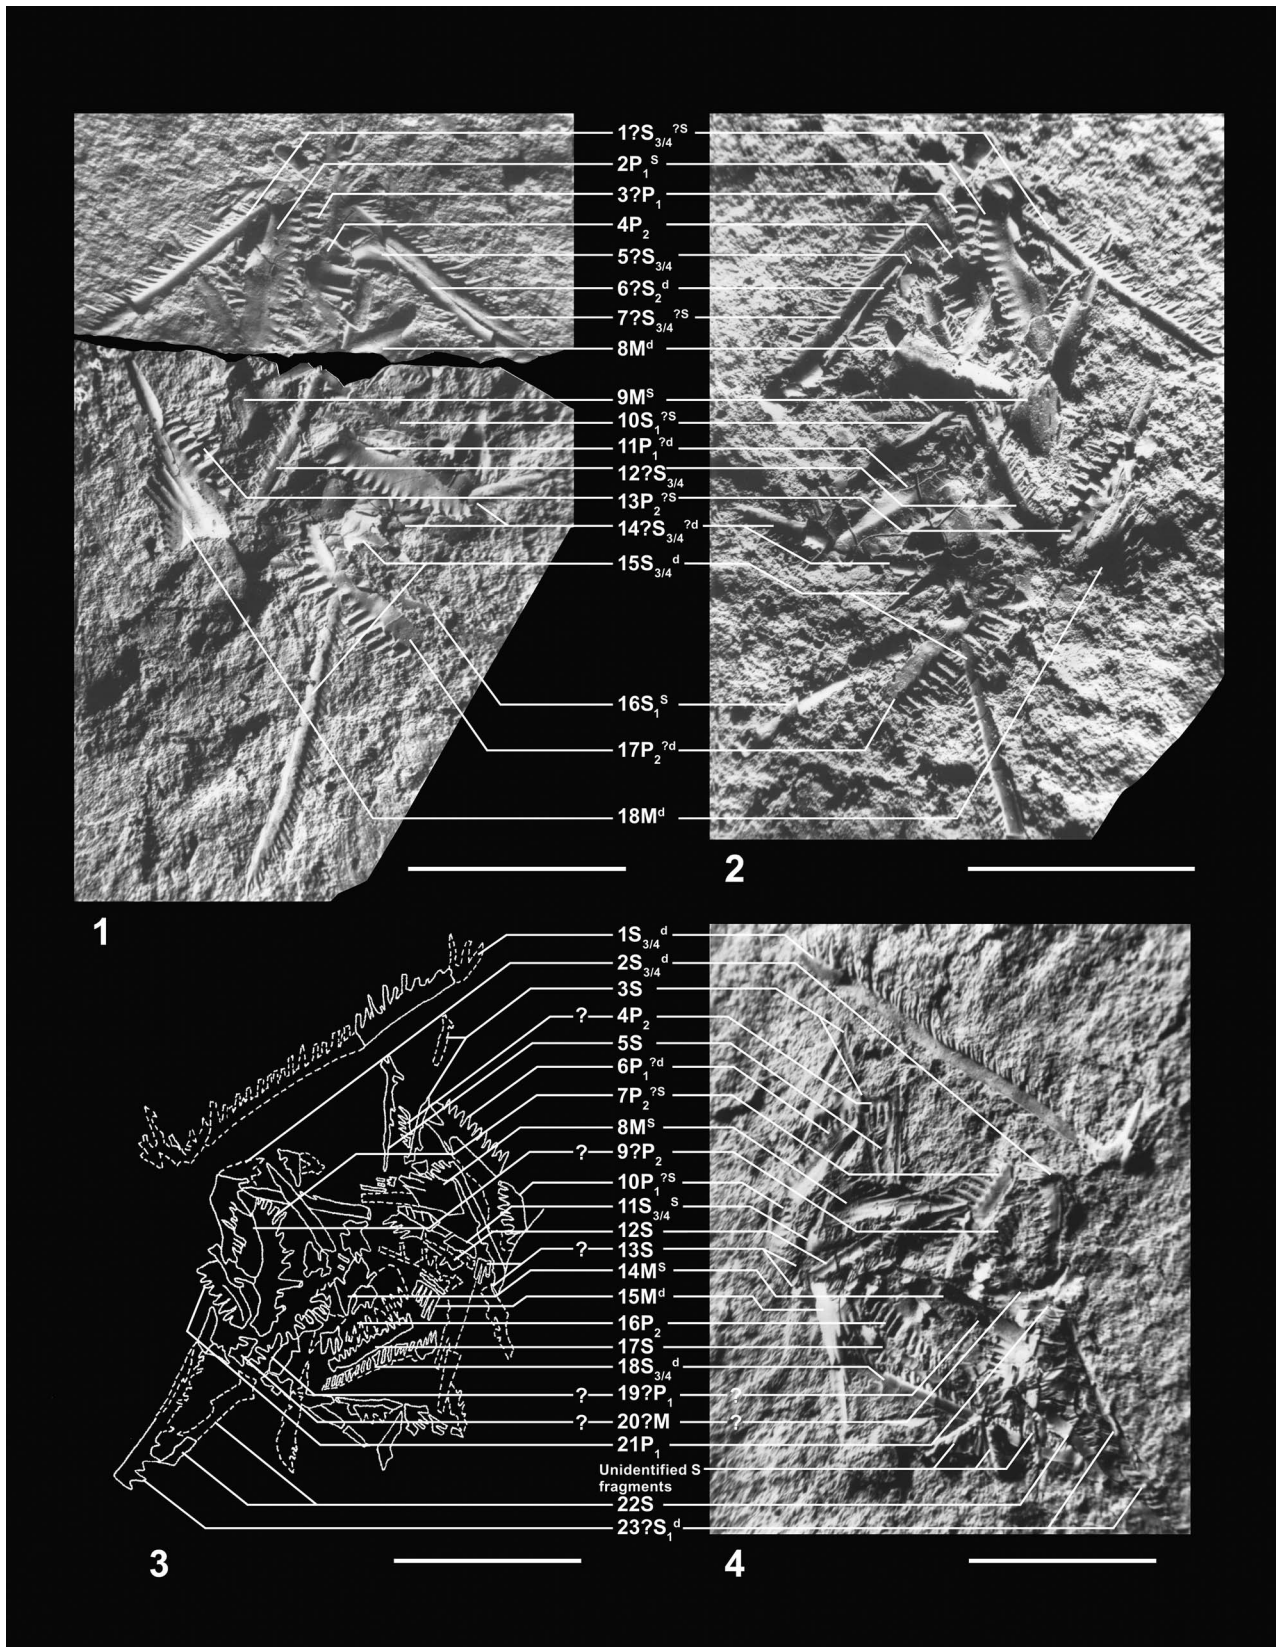 1?S3/4?S
2P1S
3?P1
4P2
5?S3/4
6?S2d
7?S3/4?S
8Md
9MS
10S1?S
11P1?d
12?S3/4
13P2?S
14?S3/4?d
15S3/4d
16S1S
17P2?d
18Md
1
2
1S3/4d
2S3/4d
3S
? 4P2
5S
6P1?d
7P2?S
8MS
9?P2
10P1?S
11S3/4S
12S
? 13S
14MS
15Md
16P2
17S
18S3/4d
? 19?P1 ?
? 20?M ?
21P1
Unidentified S
fragments
22S
23?S1d
3
4